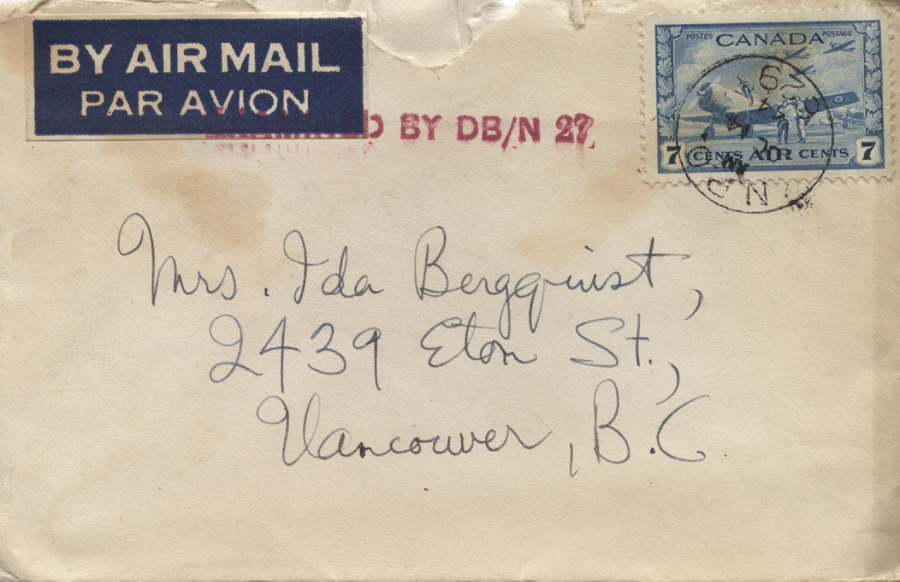 BY AIR MAIL
PAR AVION
BY DB/N 27
POSTES CANADA POSTAGE
7 CENTS AIR CENTS 7
Mrs. Ida Bergquist,
2439 Eton St.,
Vancouver, B.C.